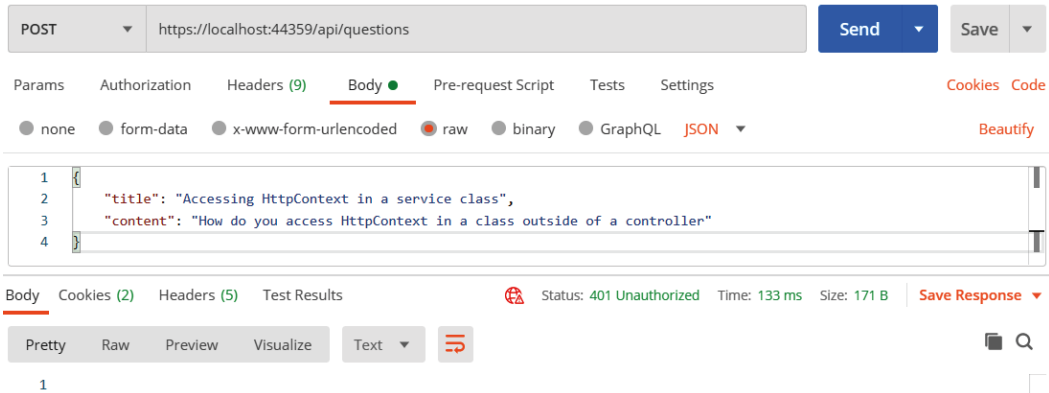 POST https://localhost:44359/api/questions Send Save
Params Authorization Headers (9) Body Pre-request Script Tests Settings Cookies Code
none form-data x-www-form-urlencoded raw binary GraphQL JSON Beautify
1 {
2 "title": "Accessing HttpContext in a service class",
3 "content": "How do you access HttpContext in a class outside of a controller"
4 }
Body Cookies (2) Headers (5) Test Results Status: 401 Unauthorized Time: 133 ms Size: 171 B Save Response
Pretty Raw Preview Visualize Text
1